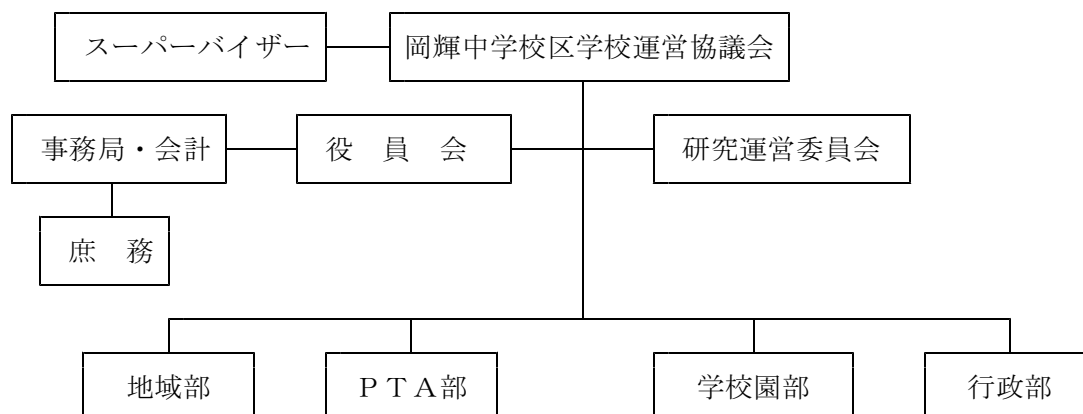 スーパーバイザー 岡輝中学校区学校運営協議会
事務局・会計 役　員　会 研究運営委員会
庶　務
地域部 ＰＴＡ部 学校園部 行政部